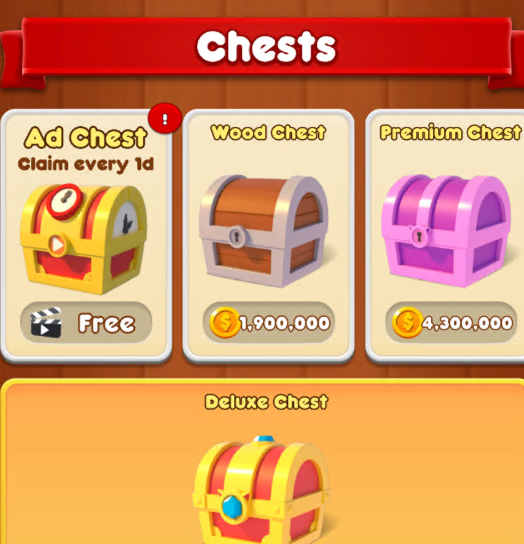 Chests
!
Ad Chest
Claim every 1d
Free
Wood Chest
1,900,000
Premium Chest
4,300,000
Deluxe Chest